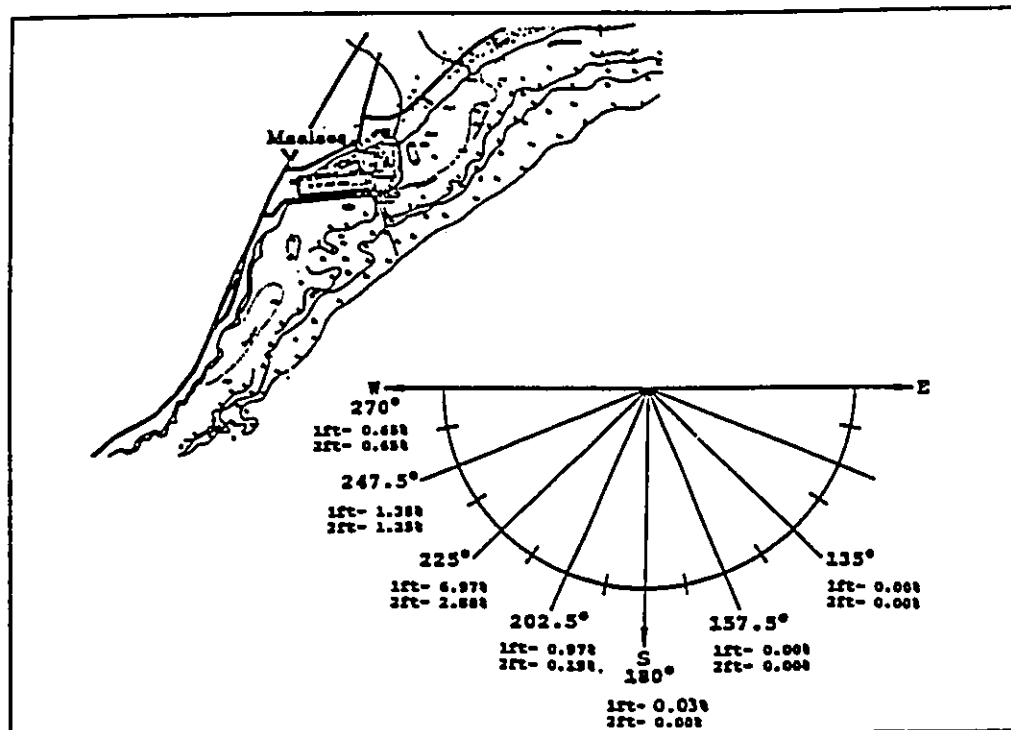 Maalaea
W
E
270°
1ft- 0.65%
2ft- 0.65%
247.5°
1ft- 1.38%
2ft- 1.25%
225°
1ft- 6.97%
2ft- 2.88%
202.5°
1ft- 0.97%
2ft- 0.19%.
S
180°
1ft- 0.03%
2ft- 0.00%
157.5°
1ft- 0.00%
2ft- 0.00%
135°
1ft- 0.00%
2ft- 0.00%